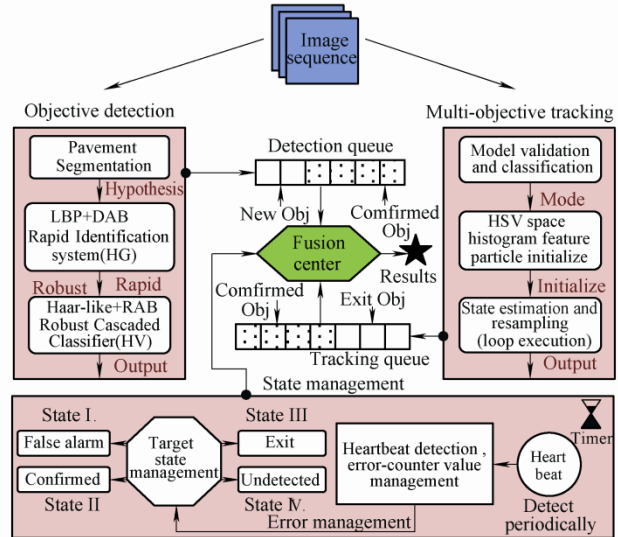 Image
sequence
Objective detection
Multi-objective tracking
Pavement
Segmentation
Hypothesis
LBP+DAB
Rapid Identification
system(HG)
Robust
Rapid
Haar-like+RAB
Robust Cascaded
Classifier(HV)
Output
Detection queue
New Obj
Comfirmed
Obj
Fusion
center
Results
Comfirmed
Obj
Exit Obj
Tracking queue
Model validation
and classification
Mode
HSV space
histogram feature
particle initialize
Initialize
State estimation and
resampling
(loop execution)
Output
State management
State I.
False alarm
Confirmed
State II
Target
state
management
State III
Exit
Undetected
State IV.
Error management
Heartbeat detection ,
error-counter value
management
Timer
Heart
beat
Detect
periodically